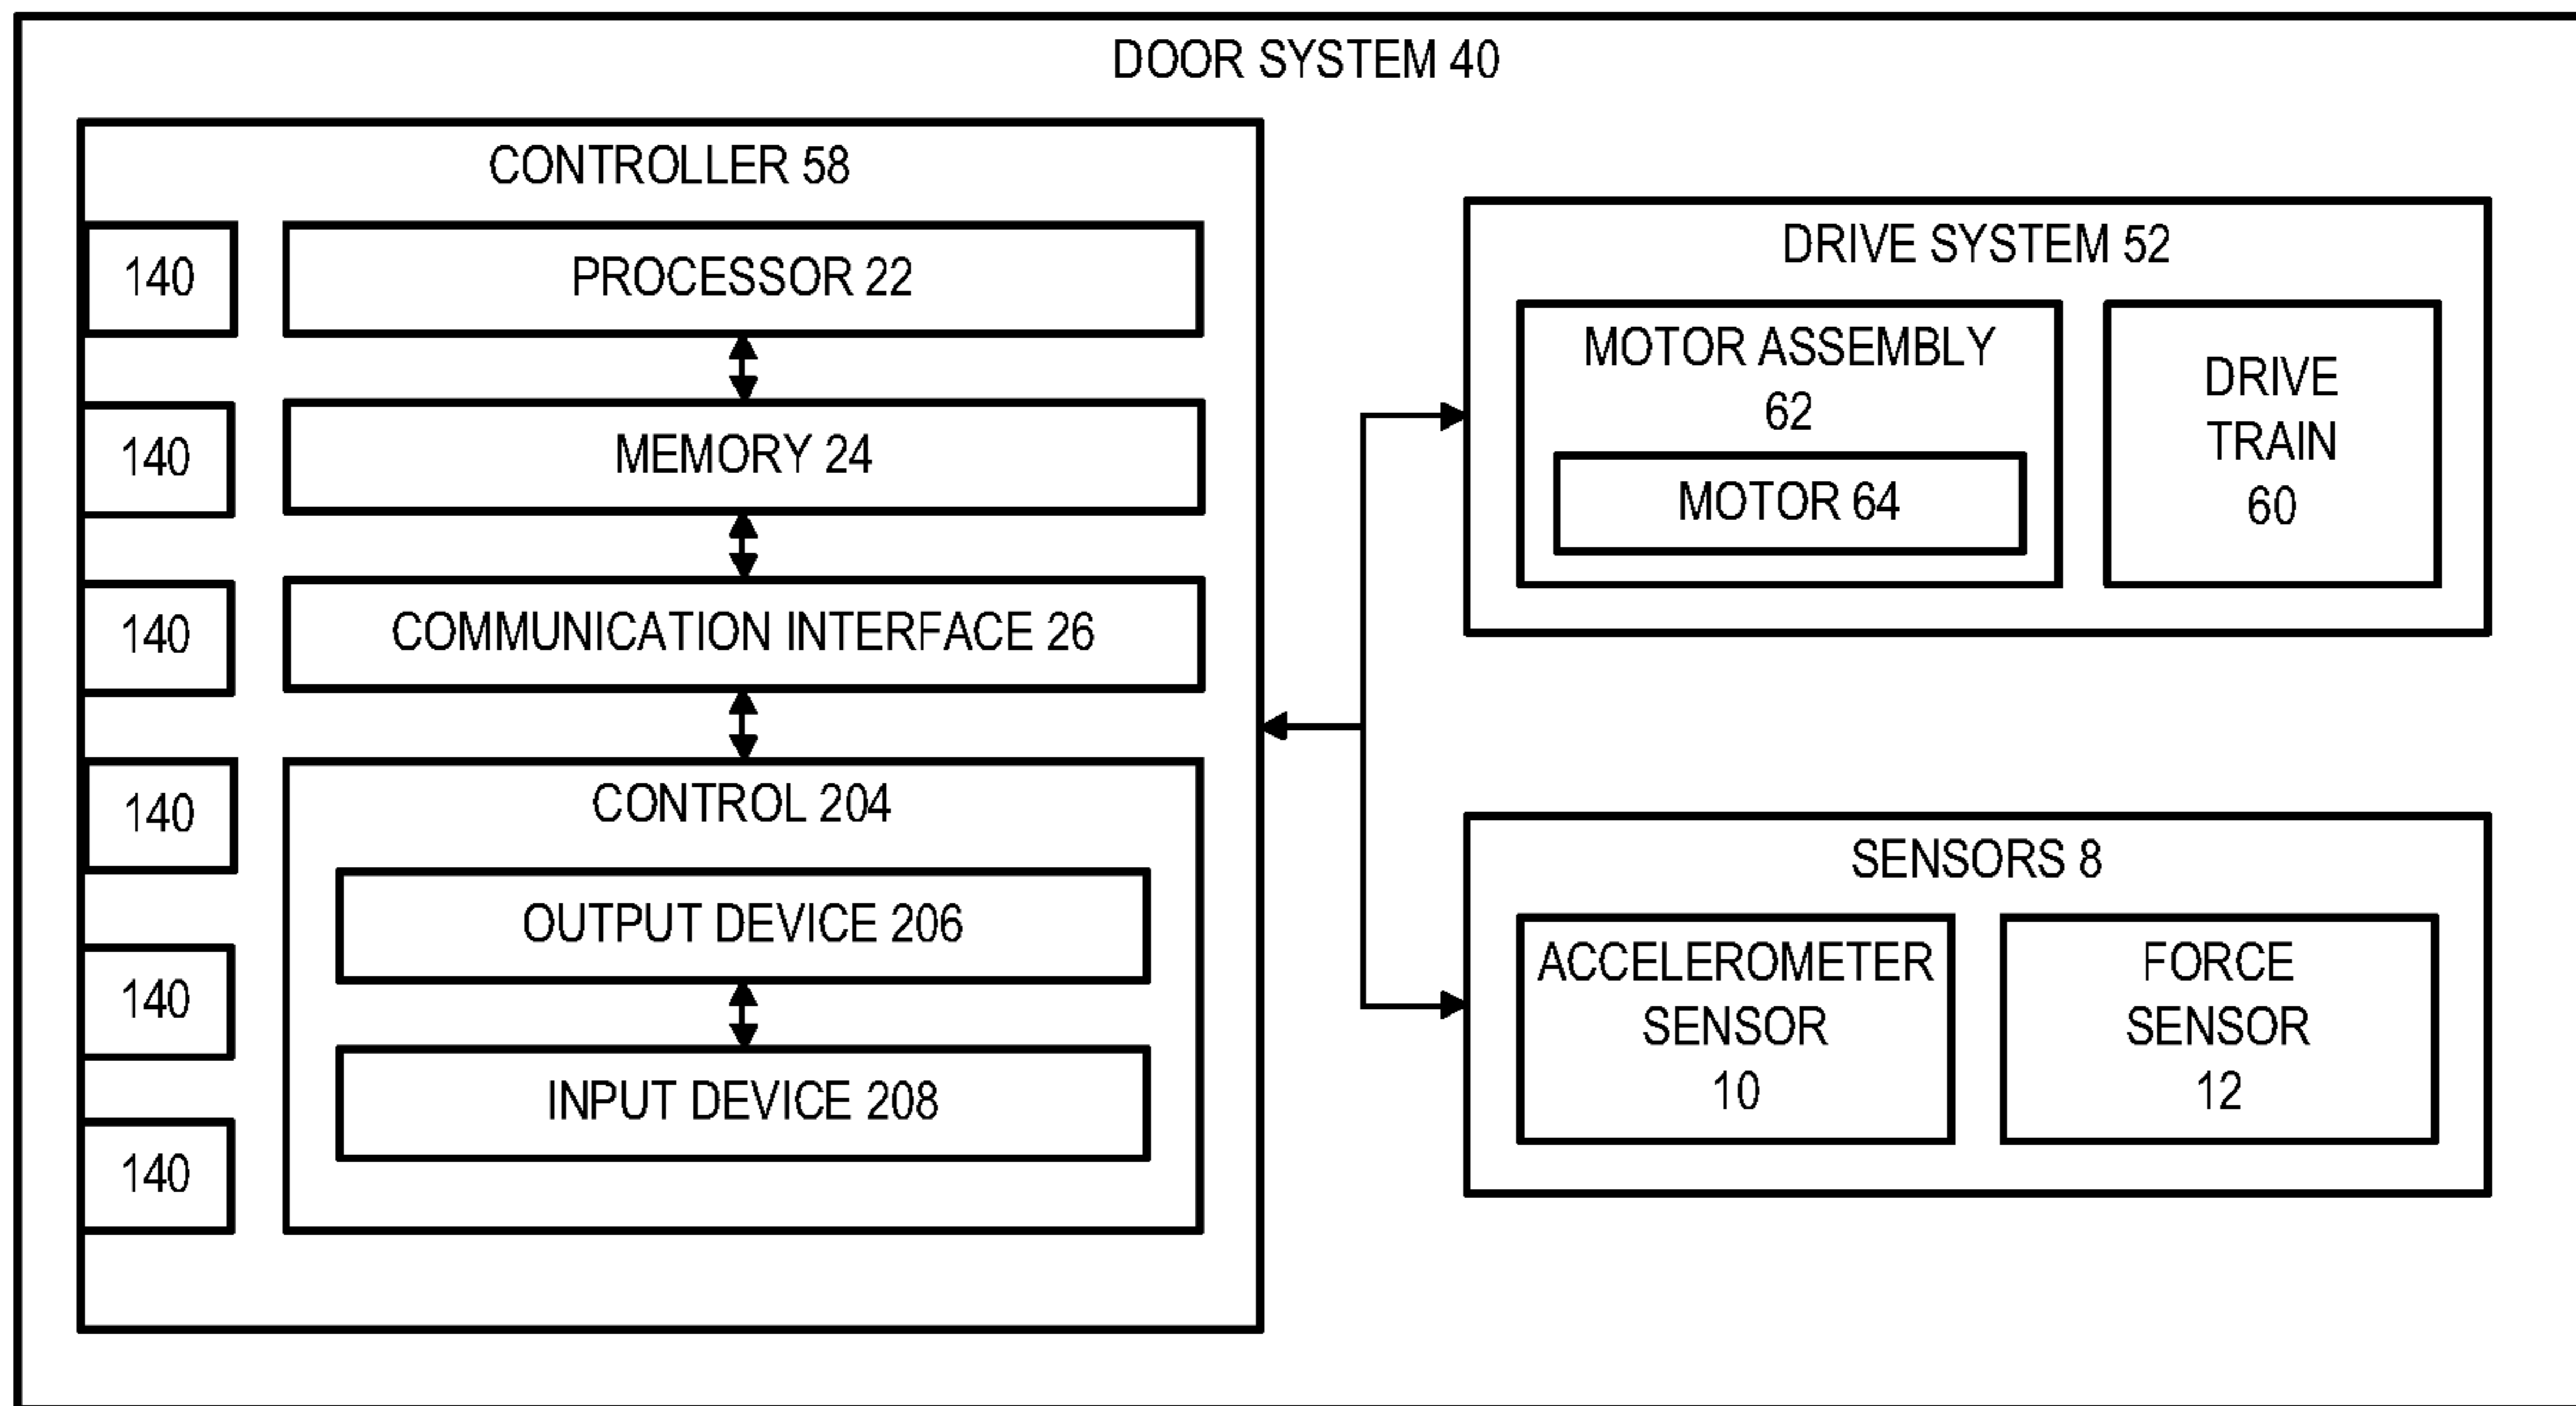 DOOR SYSTEM 40
CONTROLLER 58
140
PROCESSOR 22
140
MEMORY 24
140
COMMUNICATION INTERFACE 26
140
CONTROL 204
OUTPUT DEVICE 206
140
INPUT DEVICE 208
140
DRIVE SYSTEM 52
MOTOR ASSEMBLY
62
MOTOR 64
DRIVE
TRAIN
60
SENSORS 8
ACCELEROMETER
SENSOR
10
FORCE
SENSOR
12